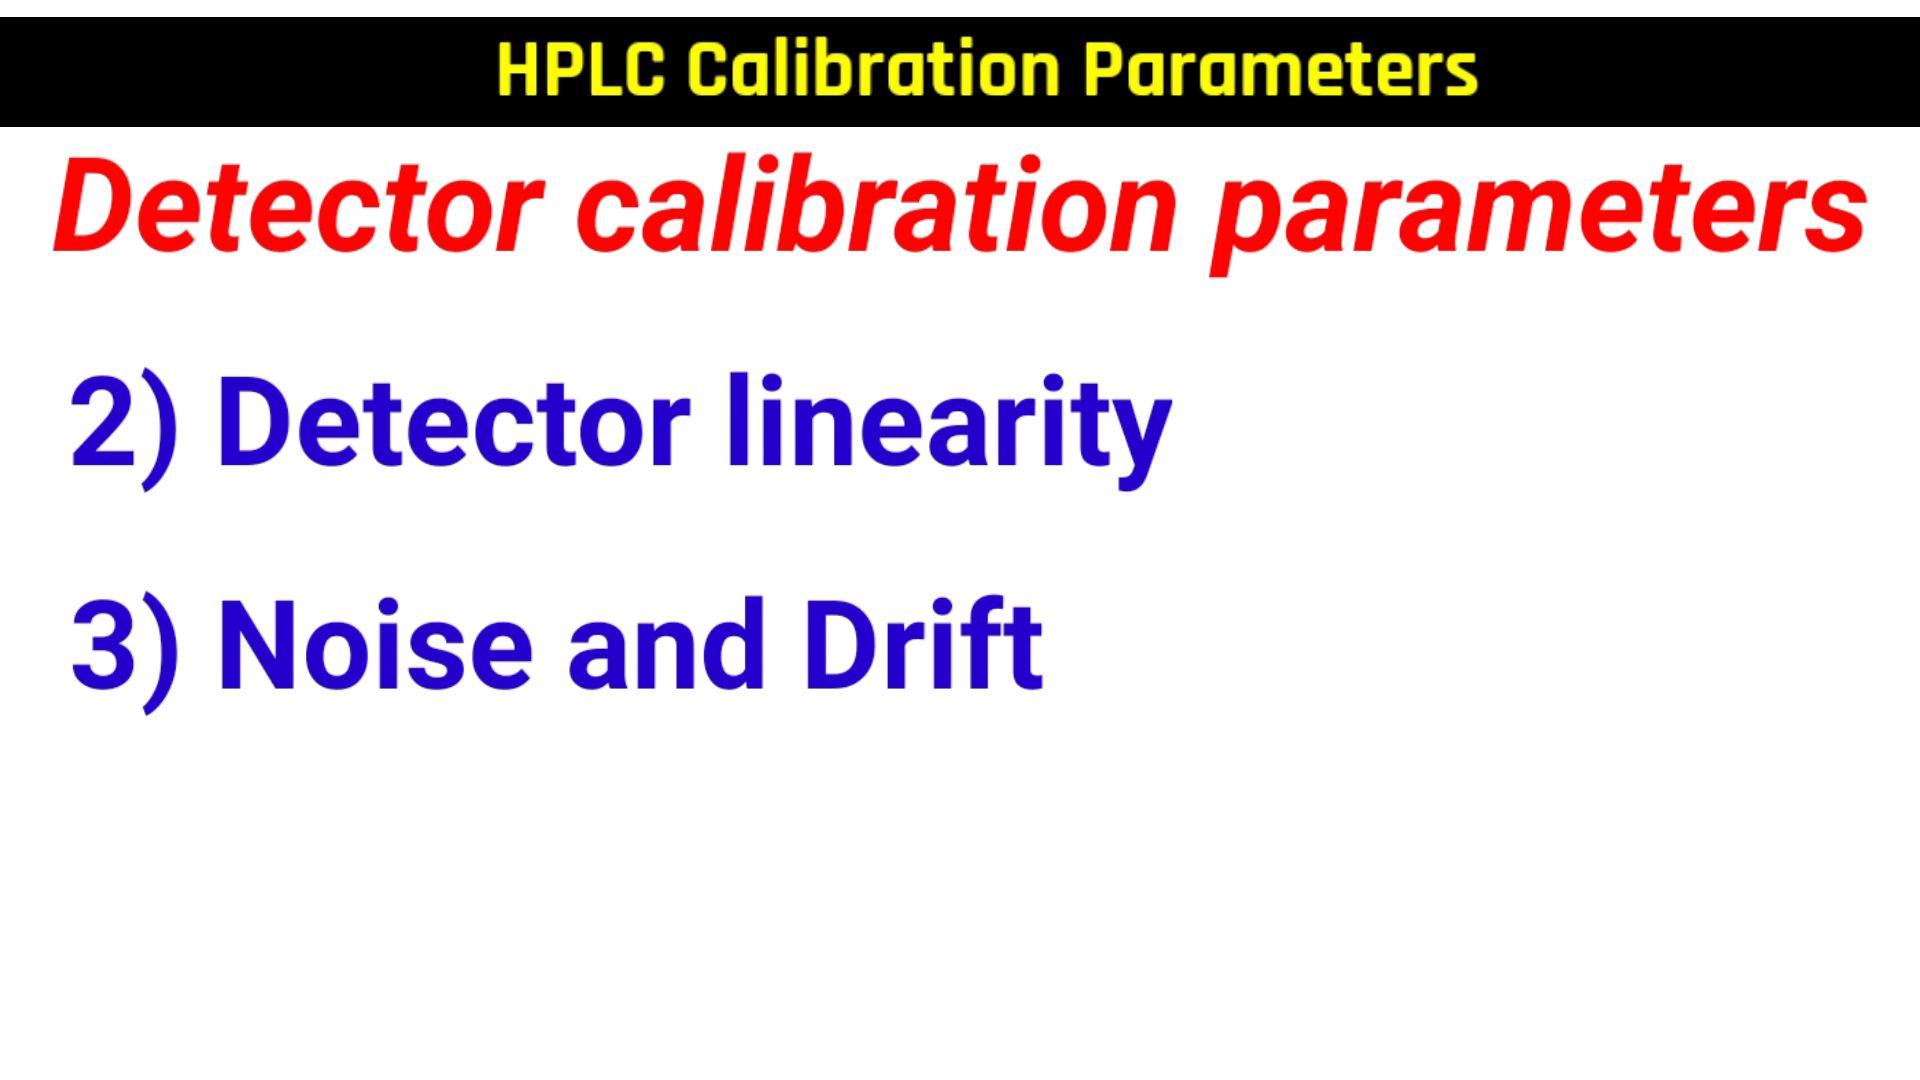 HPLC Calibration Parameters
Detector calibration parameters
2) Detector linearity
3) Noise and Drift